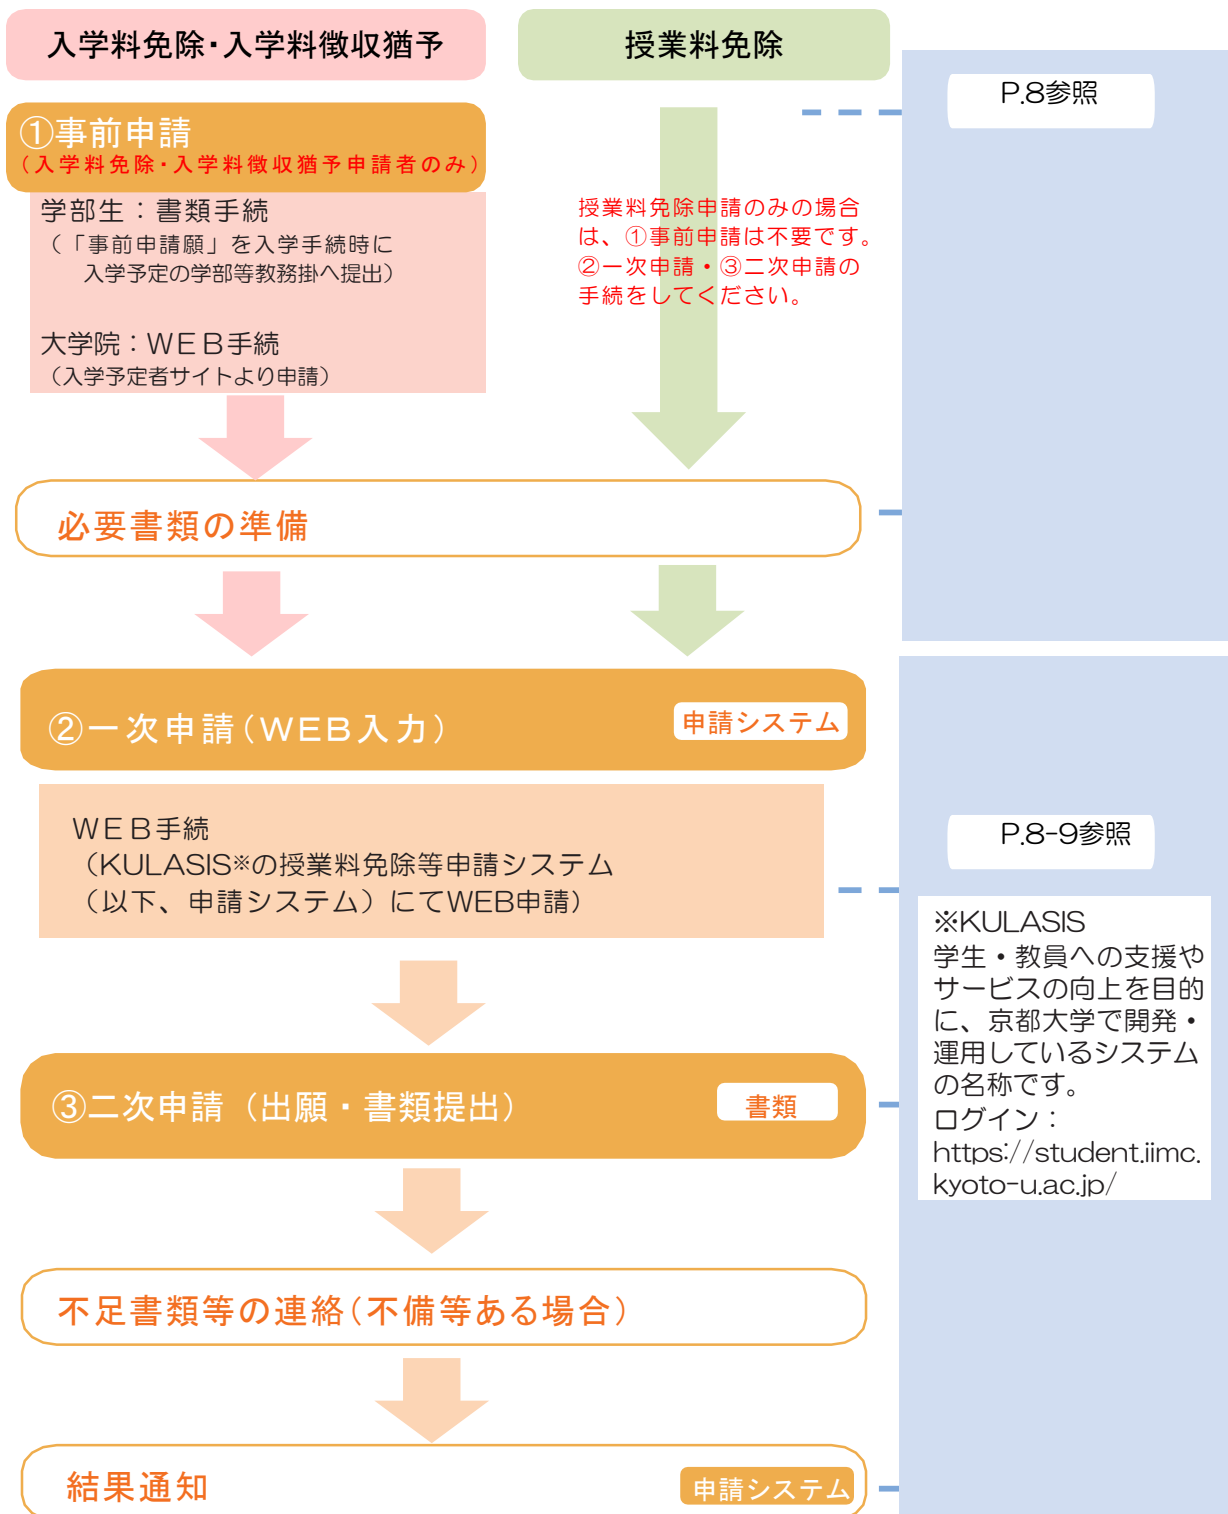 入学料免除・入学料徴収猶予
授業料免除
P.8参照
①事前申請
（入学料免除・入学料徴収猶予申請者のみ）
学部生：書類手続
（「事前申請願」を入学手続時に
入学予定の学部等教務掛へ提出）
大学院：ＷＥＢ手続
（入学予定者サイトより申請）
授業料免除申請のみの場合
は、①事前申請は不要です。
②一次申請・③二次申請の
手続をしてください。
必要書類の準備
②一次申請（ＷＥＢ入力）
申請システム
ＷＥＢ手続
（KULASIS※の授業料免除等申請システム
（以下、申請システム）にてWEB申請）
P.8-9参照
※KULASIS
学生・教員への支援や
サービスの向上を目的
に、京都大学で開発・
運用しているシステム
の名称です。
ログイン：
https://student.iimc.
kyoto-u.ac.jp/
③二次申請（出願・書類提出）
書類
不足書類等の連絡（不備等ある場合）
結果通知
申請システム